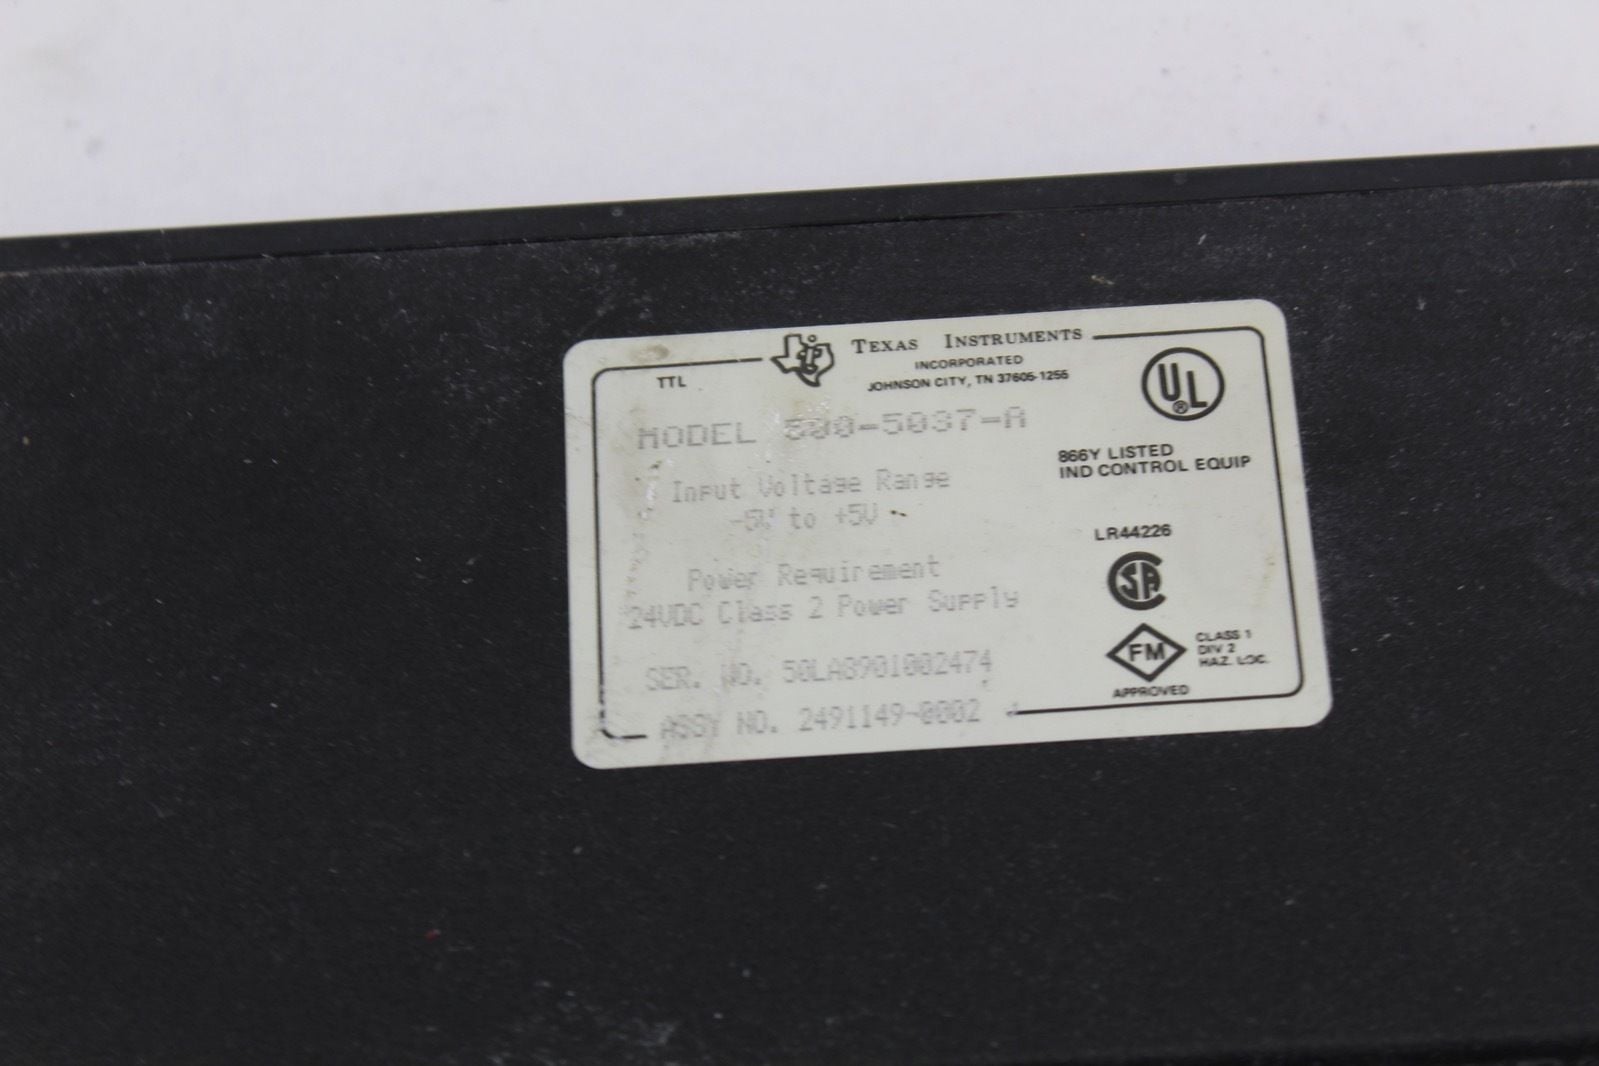 TTL
TEXAS INSTRUMENTS
INCORPORATED
JOHNSON CITY, TN 37605-1255
UL
®
MODEL 500-5037-A
866Y LISTED
IND CONTROL EQUIP
Input Voltage Range
-5V to +5V
LR44226
SA
Power Requirement
24VDC Class 2 Power Supply
FM
CLASS 1
DIV 2
HAZ. LOC.
APPROVED
SER. NO. 50LA8901002474
ASSY NO. 2491149-0002